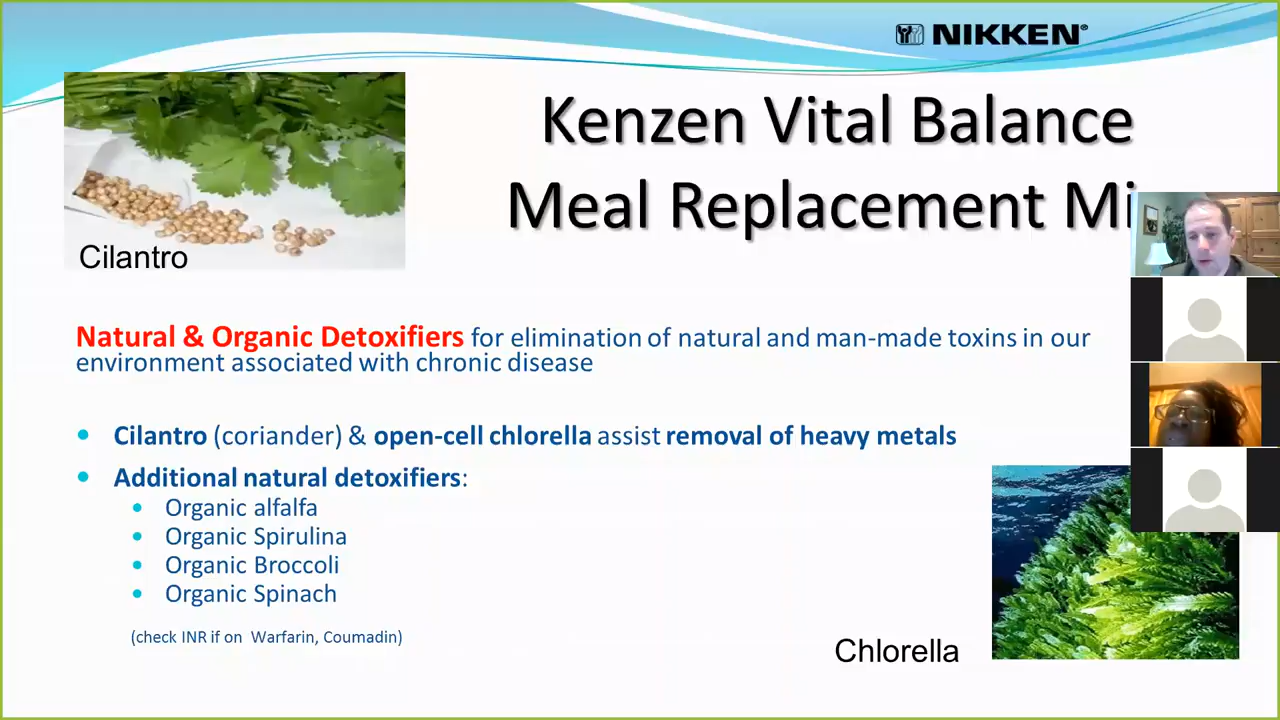 NIKKEN®
Kenzen Vital Balance
Meal Replacement Mi
Cilantro
Natural & Organic Detoxifiers for elimination of natural and man-made toxins in our
environment associated with chronic disease
• Cilantro (coriander) & open-cell chlorella assist removal of heavy metals
• Additional natural detoxifiers:
• Organic alfalfa
• Organic Spirulina
• Organic Broccoli
• Organic Spinach
(check INR if on Warfarin, Coumadin)
Chlorella